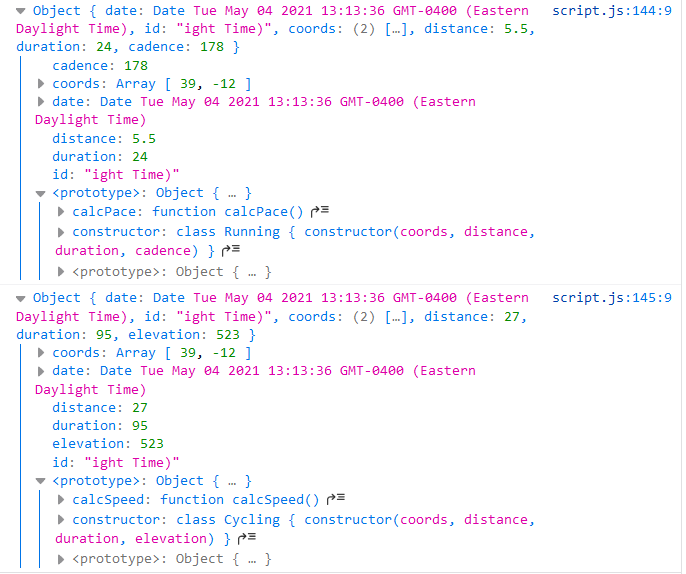 Object { date: Date Tue May 04 2021 13:13:36 GMT-0400 (Eastern script.js:144:9
Daylight Time), id: "ight Time)", coords: (2) […], distance: 5.5,
duration: 24, cadence: 178 }
cadence: 178
coords: Array [ 39, -12 ]
date: Date Tue May 04 2021 13:13:36 GMT-0400 (Eastern
Daylight Time)
distance: 5.5
duration: 24
id: "ight Time)"
<prototype>: Object { … }
calcPace: function calcPace()
constructor: class Running { constructor(coords, distance,
duration, cadence) }
<prototype>: Object { … }
Object { date: Date Tue May 04 2021 13:13:36 GMT-0400 (Eastern script.js:145:9
Daylight Time), id: "ight Time)", coords: (2) […], distance: 27,
duration: 95, elevation: 523 }
coords: Array [ 39, -12 ]
date: Date Tue May 04 2021 13:13:36 GMT-0400 (Eastern
Daylight Time)
distance: 27
duration: 95
elevation: 523
id: "ight Time)"
<prototype>: Object { … }
calcSpeed: function calcSpeed()
constructor: class Cycling { constructor(coords, distance,
duration, elevation) }
<prototype>: Object { … }